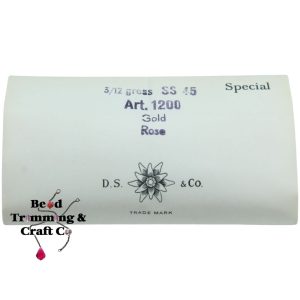 3/12 gross SS 45 Special
Art. 1200
Gold
Rose
D.S. & Co.
TRADE MARK
Bead
Trimming &
Craft Co